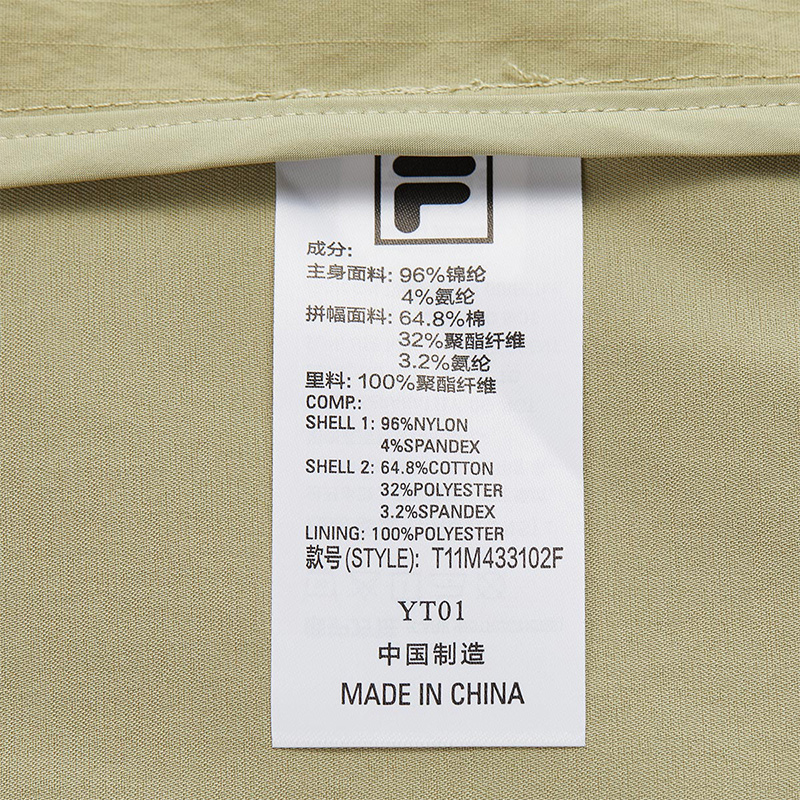 成分:
主身面料: 96%锦纶
4%氨纶
拼幅面料: 64.8%棉
32%聚酯纤维
3.2%氨纶
里料: 100%聚酯纤维
COMP.:
SHELL 1: 96%NYLON
4%SPANDEX
SHELL 2: 64.8%COTTON
32%POLYESTER
3.2%SPANDEX
LINING: 100%POLYESTER
款号(STYLE): T11M433102F
YT01
中国制造
MADE IN CHINA